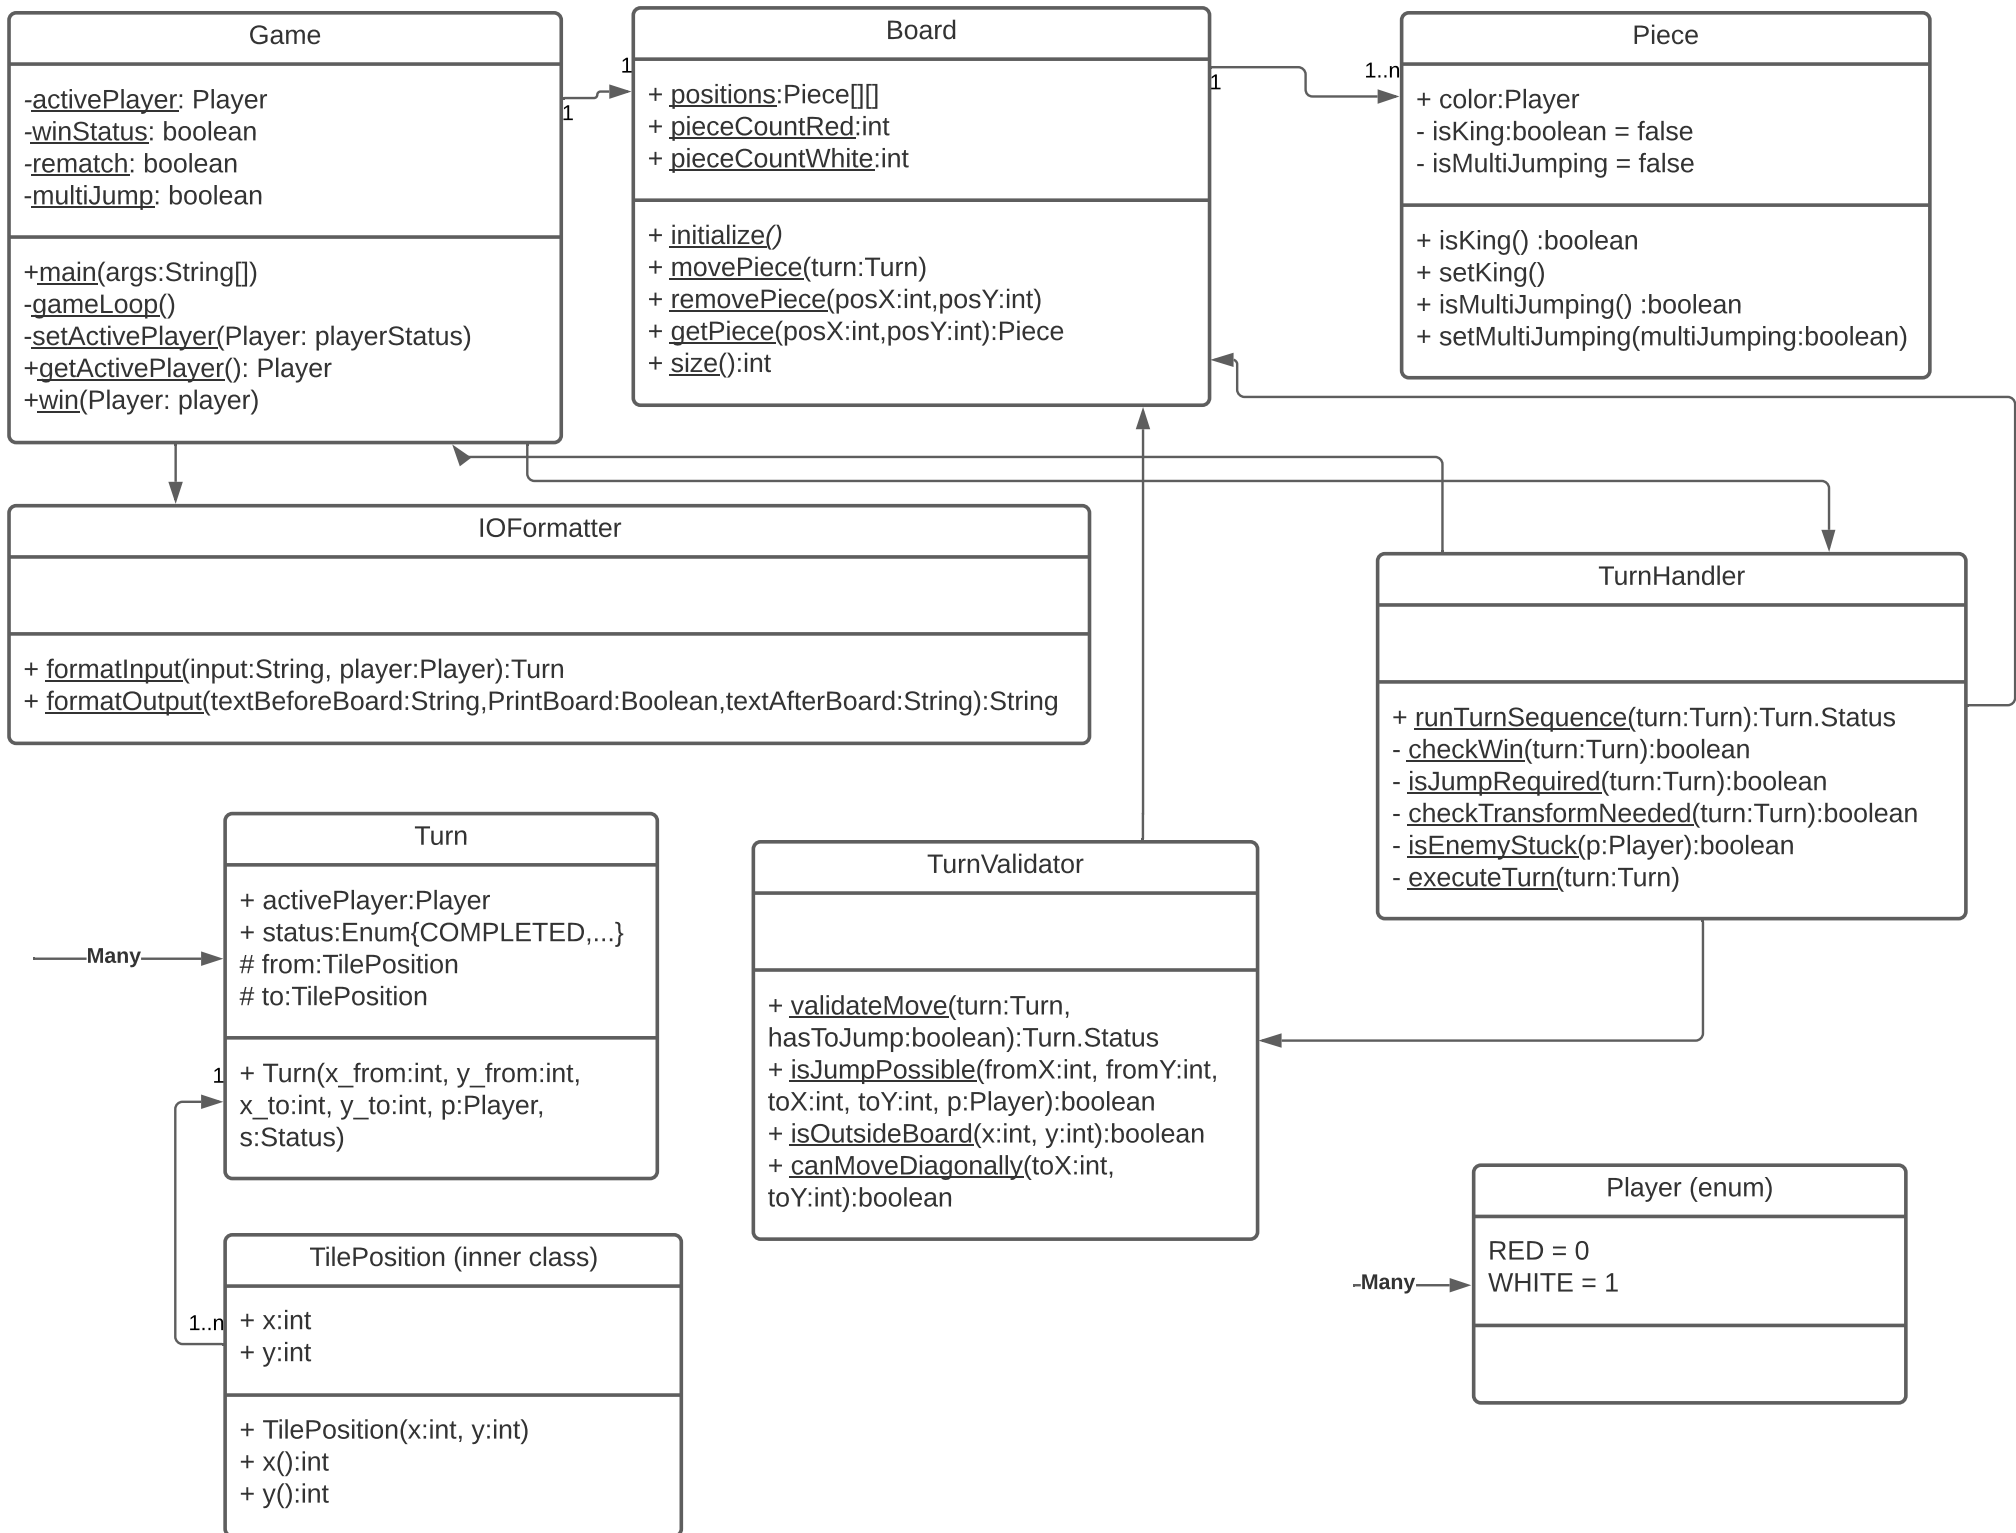 Game
-activePlayer: Player
-winStatus: boolean
-rematch: boolean
-multiJump: boolean
+main(args:String[])
-gameLoop()
-setActivePlayer(Player: playerStatus)
+getActivePlayer(): Player
+win(Player: player)
1
1
Board
+ positions:Piece[][]
+ pieceCountRed:int
+ pieceCountWhite:int
+ initialize()
+ movePiece(turn:Turn)
+ removePiece(posX:int,posY:int)
+ getPiece(posX:int,posY:int):Piece
+ size():int
1
1..n
Piece
+ color:Player
- isKing:boolean = false
- isMultiJumping = false
+ isKing() :boolean
+ setKing()
+ isMultiJumping() :boolean
+ setMultiJumping(multiJumping:boolean)
IOFormatter
+ formatInput(input:String, player:Player):Turn
+ formatOutput(textBeforeBoard:String,PrintBoard:Boolean,textAfterBoard:String):String
TurnHandler
+ runTurnSequence(turn:Turn):Turn.Status
- checkWin(turn:Turn):boolean
- isJumpRequired(turn:Turn):boolean
- checkTransformNeeded(turn:Turn):boolean
- isEnemyStuck(p:Player):boolean
- executeTurn(turn:Turn)
Many
Turn
+ activePlayer:Player
+ status:Enum{COMPLETED,...}
# from:TilePosition
# to:TilePosition
1
+ Turn(x_from:int, y_from:int,
x_to:int, y_to:int, p:Player,
s:Status)
TurnValidator
+ validateMove(turn:Turn,
hasToJump:boolean):Turn.Status
+ isJumpPossible(fromX:int, fromY:int,
toX:int, toY:int, p:Player):boolean
+ isOutsideBoard(x:int, y:int):boolean
+ canMoveDiagonally(toX:int,
toY:int):boolean
TilePosition (inner class)
1..n
+ x:int
+ y:int
+ TilePosition(x:int, y:int)
+ x():int
+ y():int
Many
Player (enum)
RED = 0
WHITE = 1